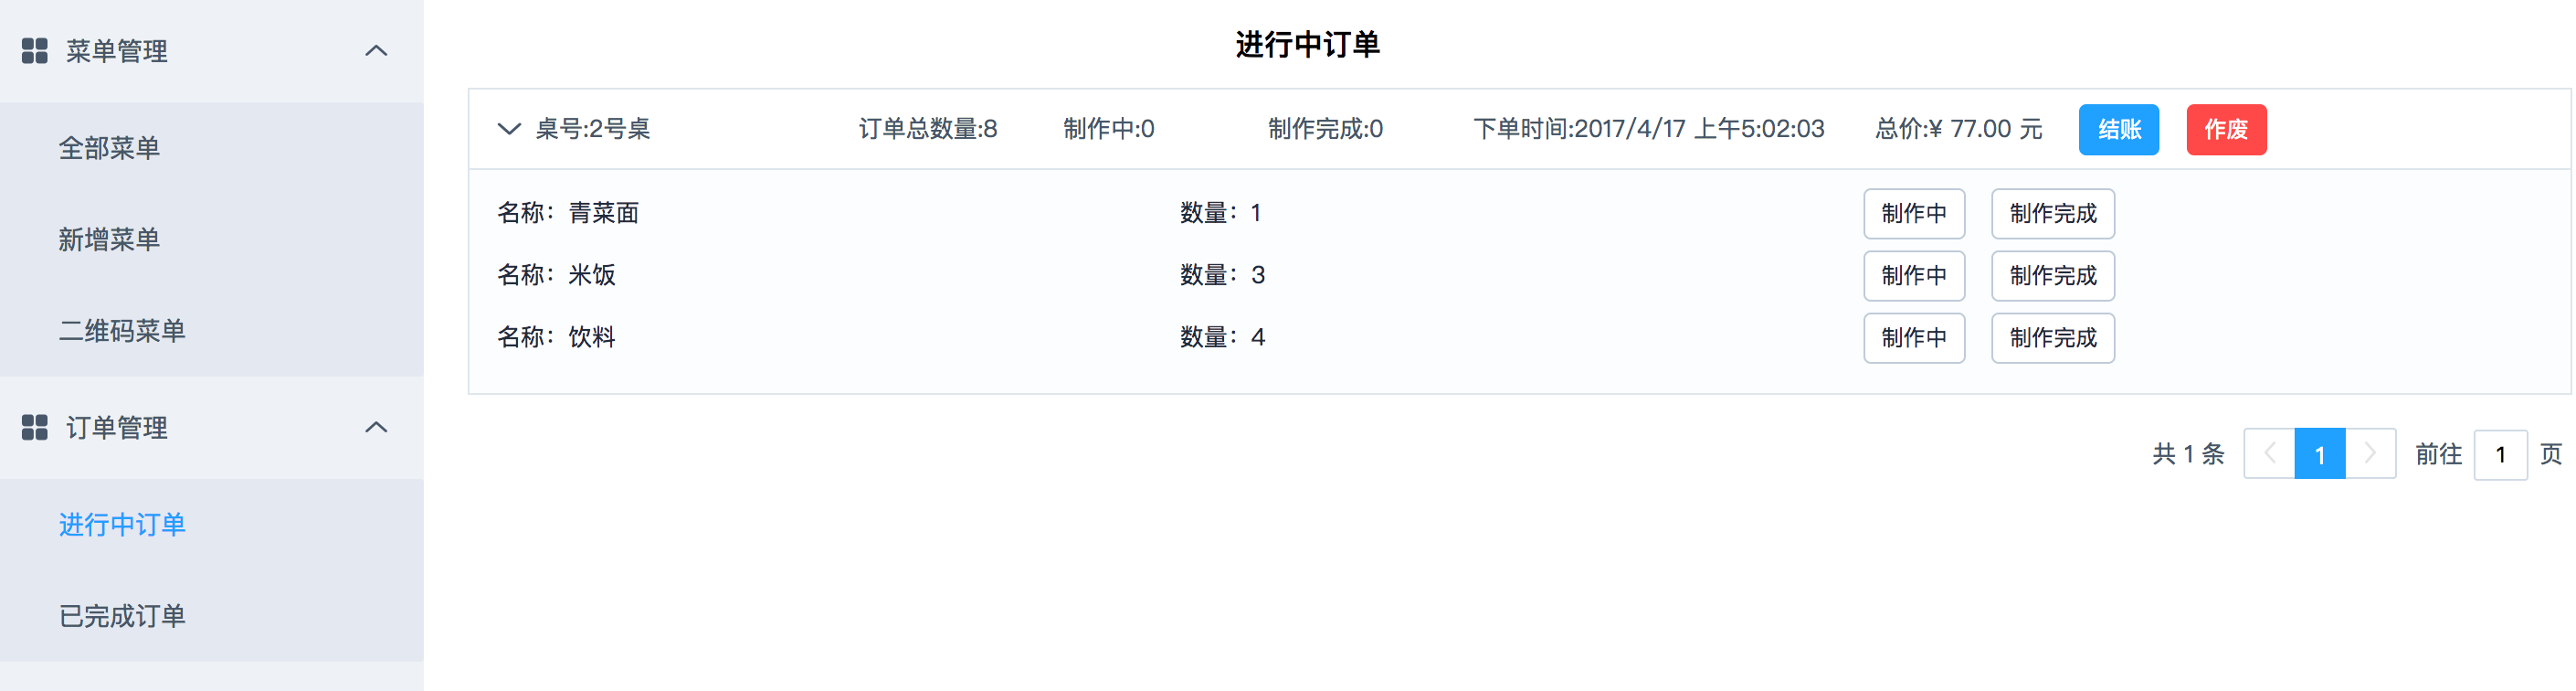 菜单管理
全部菜单
新增菜单
二维码菜单
订单管理
进行中订单
已完成订单
进行中订单
桌号:2号桌 订单总数量:8 制作中:0 制作完成:0 下单时间:2017/4/17 上午5:02:03 总价:¥ 77.00 元 结账 作废
名称：青菜面 数量：1 制作中 制作完成
名称：米饭 数量：3 制作中 制作完成
名称：饮料 数量：4 制作中 制作完成
共 1 条 1 前往 1 页